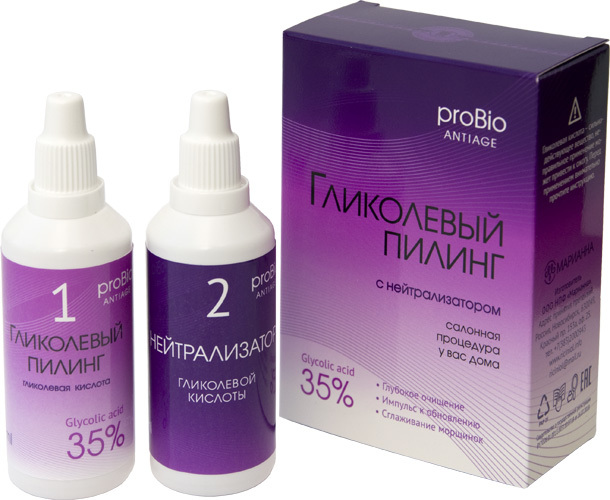 1
proBio
ANTIAGE
ГЛИКОЛЕВЫЙ
ПИЛИНГ
гликолевая кислота
Glycolic acid
35%
2
proBio
ANTIAGE
НЕЙТРАЛИЗАТОР
ГЛИКОЛЕВОЙ
КИСЛОТЫ
proBio
ANTIAGE
ГЛИКОЛЕВЫЙ
ПИЛИНГ
с нейтрализатором
салонная
процедура
у вас дома
Glycolic acid
35%
• Глубокое очищение
• Импульс к обновлению
• Сглаживание морщинок
МАРИАННА